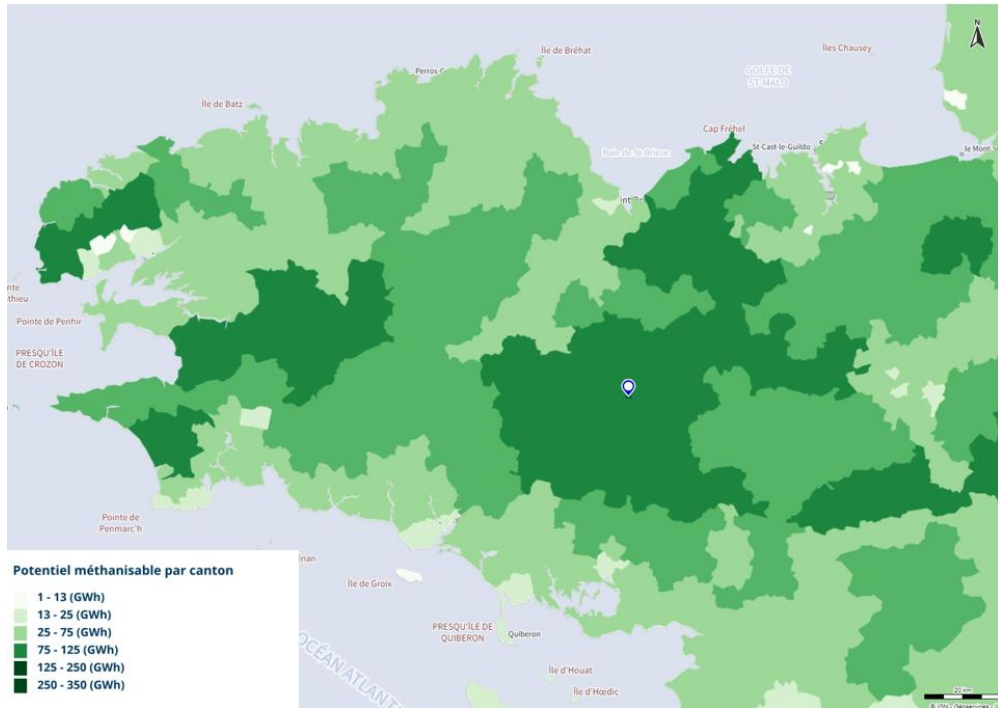 N
Île de Bréhat
Îles Chausey
Perros-G
GOLFE DE
ST-MALO
Île de Batz
Cap Fréhel
Baie de St-Brieuc
St-Cast-le-Guildo
le Mont
Pointe de Penhir
PRESQU'ÎLE
DE CROZON
Pointe de
Penmarc'h
Île de Groix
PRESQU'ÎLE DE
QUIBERON
Quiberon
Île d'Houat
Île d'Hœdic
OCÉAN ATLANT
Potentiel méthanisable par canton
1 - 13 (GWh)
13 - 25 (GWh)
25 - 75 (GWh)
75 - 125 (GWh)
125 - 250 (GWh)
250 - 350 (GWh)
20 km